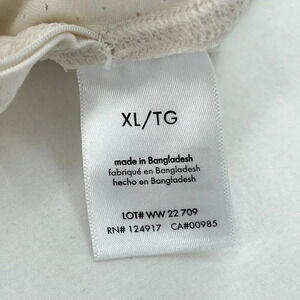 XL/TG
made in Bangladesh
fabriqué en Bangladesh
hecho en Bangladesh
LOT# WW 22 709
RN# 124917 CA#00985